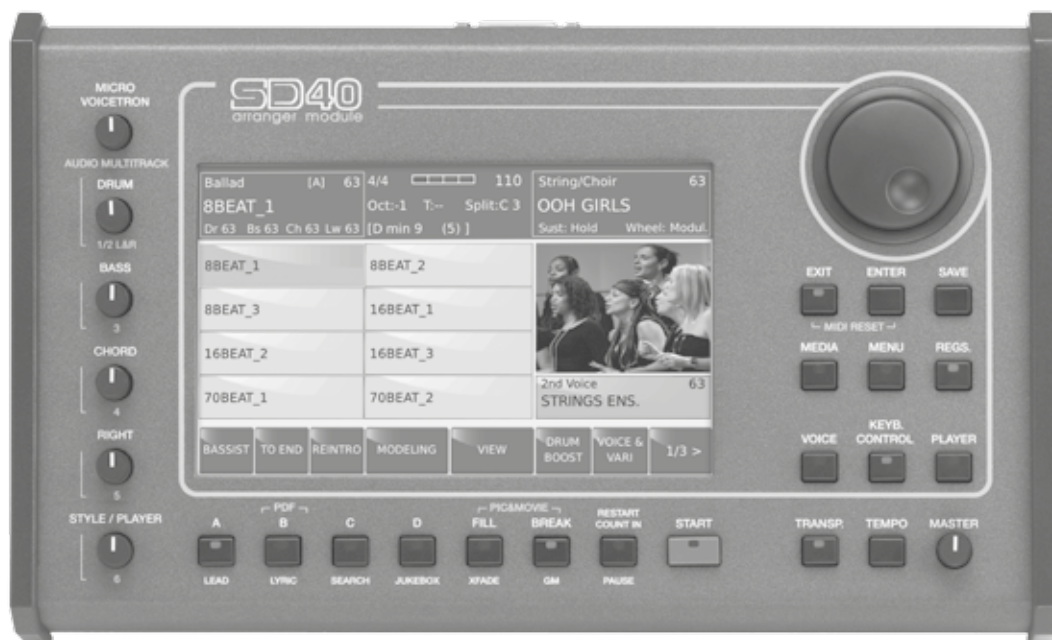 SD40
arranger module
MICRO
VOICETRON
AUDIO MULTITRACK
DRUM
1/2 L&R
BASS
3
CHORD
4
RIGHT
5
STYLE / PLAYER
6
Ballad [A] 63
8BEAT_1
Dr 63 Bs 63 Ch 63 Lw 63
4/4 110
Oct:-1 T:-- Split:C 3
[D min 9 (5) ]
String/Choir 63
OOH GIRLS
Sust: Hold Wheel: Modul.
8BEAT_1 8BEAT_2
8BEAT_3 16BEAT_1
16BEAT_2 16BEAT_3
70BEAT_1 70BEAT_2
2nd Voice 63
STRINGS ENS.
BASSIST TO END REINTRO MODELING VIEW DRUM BOOST VOICE & VARI 1/3 >
EXIT ENTER SAVE
MIDI RESET
MEDIA MENU REGS.
VOICE KEYB. CONTROL PLAYER
PDF PIC&MOVIE
A B C D FILL BREAK RESTART COUNT IN START
LEAD LYRIC SEARCH JUKEBOX XFADE GM PAUSE
TRANSP. TEMPO MASTER